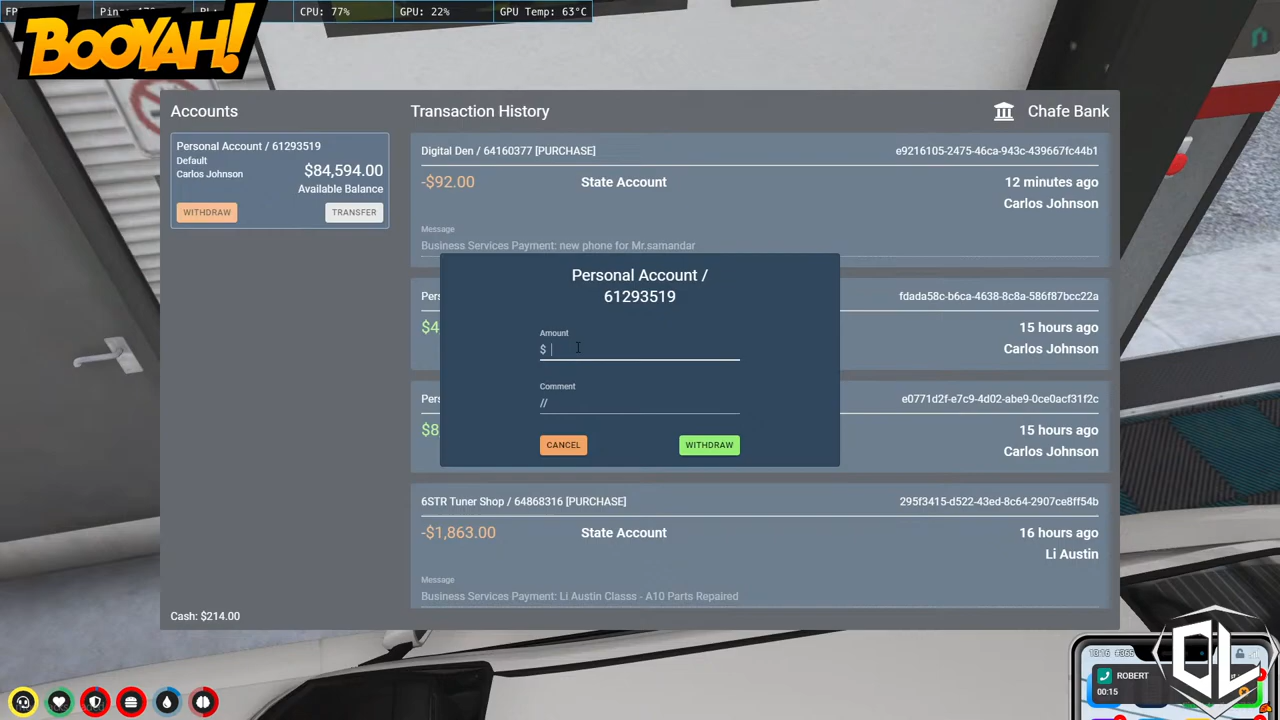 CPU: 77%
GPU: 22%
GPU Temp: 63°C
BOOYAH!
Accounts
Transaction History
Chafe Bank
Personal Account / 61293519
Default
Carlos Johnson
$84,594.00
Available Balance
WITHDRAW
TRANSFER
Digital Den / 64160377 [PURCHASE]
e9216105-2475-46ca-943c-439667fc44b1
-$92.00
State Account
12 minutes ago
Carlos Johnson
Message
Business Services Payment: new phone for Mr.samandar
Personal Account /
61293519
Amount
$
Comment
//
CANCEL
WITHDRAW
Pers
fdada58c-b6ca-4638-8c8a-586f87bcc22a
$4
15 hours ago
Carlos Johnson
Pers
e0771d2f-e7c9-4d02-abe9-0ce0acf31f2c
$8
15 hours ago
Carlos Johnson
6STR Tuner Shop / 64868316 [PURCHASE]
295f3415-d522-43ed-8c64-2907ce8ff54b
-$1,863.00
State Account
16 hours ago
Li Austin
Message
Business Services Payment: Li Austin Classs - A10 Parts Repaired
Cash: $214.00
ROBERT
00:15
CL